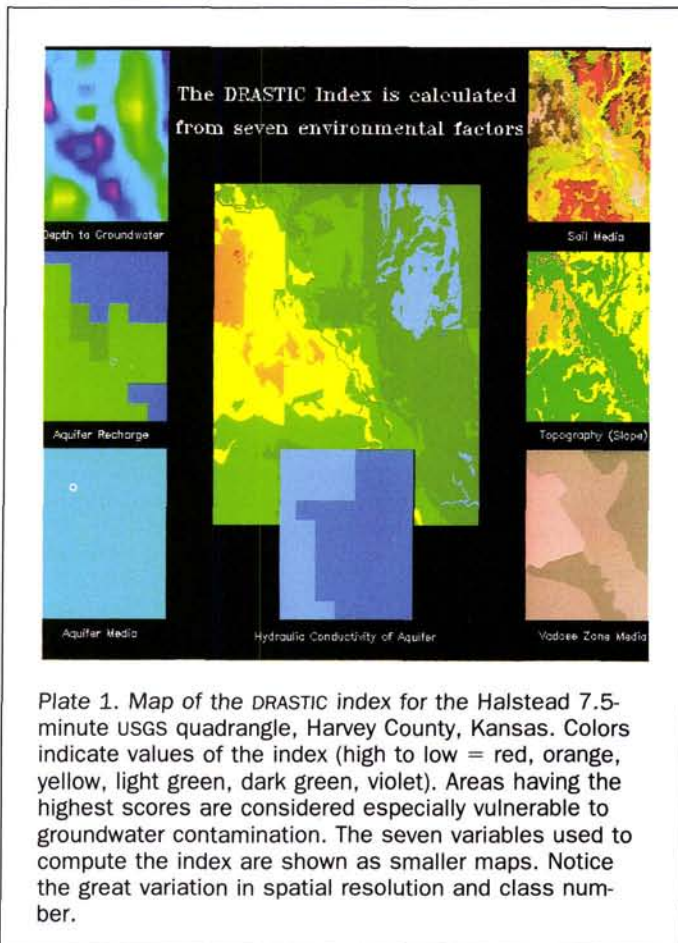 The DRASTIC Index is calculated
from seven environmental factors
Depth to Groundwater
Soil Media
Aquifer Recharge
Topography (Slope)
Aquifer Media
Hydraulic Conductivity of Aquifer
Vadose Zone Media
Plate 1. Map of the DRASTIC index for the Halstead 7.5-
minute USGS quadrangle, Harvey County, Kansas. Colors
indicate values of the index (high to low = red, orange,
yellow, light green, dark green, violet). Areas having the
highest scores are considered especially vulnerable to
groundwater contamination. The seven variables used to
compute the index are shown as smaller maps. Notice
the great variation in spatial resolution and class num-
ber.